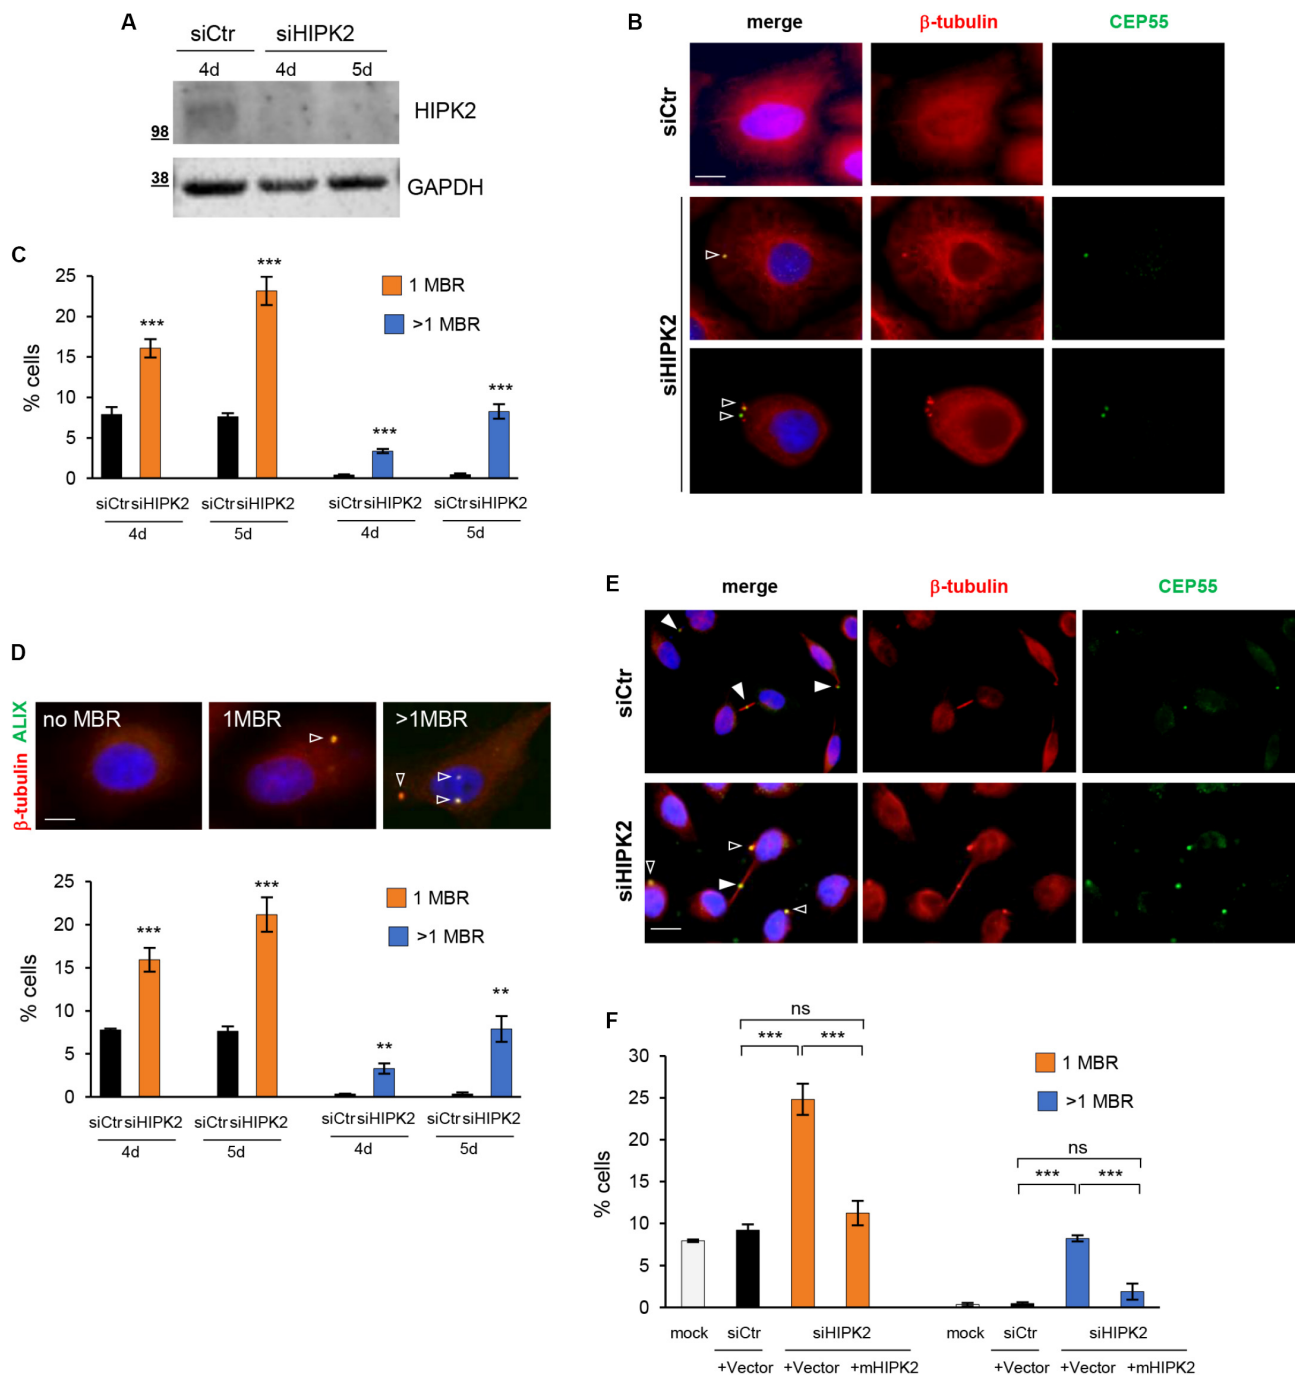 A
siCtr siHIPK2
4d 4d 5d
HIPK2
98
38
GAPDH
B
merge β-tubulin CEP55
siCtr
siHIPK2
C
25
20
15
10
5
0
% cells
***
***
***
***
1 MBR
>1 MBR
siCtr siHIPK2 siCtr siHIPK2 siCtr siHIPK2 siCtr siHIPK2
4d 5d 4d 5d
D
β-tubulin ALIX
no MBR 1MBR >1MBR
25
20
15
10
5
0
% cells
***
***
**
**
1 MBR
>1 MBR
siCtr siHIPK2 siCtr siHIPK2 siCtr siHIPK2 siCtr siHIPK2
4d 5d 4d 5d
E
merge β-tubulin CEP55
siCtr
siHIPK2
F
30
25
20
15
10
5
0
% cells
ns
*** ***
ns
*** ***
1 MBR
>1 MBR
mock siCtr siHIPK2 mock siCtr siHIPK2
+Vector +Vector +mHIPK2 +Vector +Vector +mHIPK2